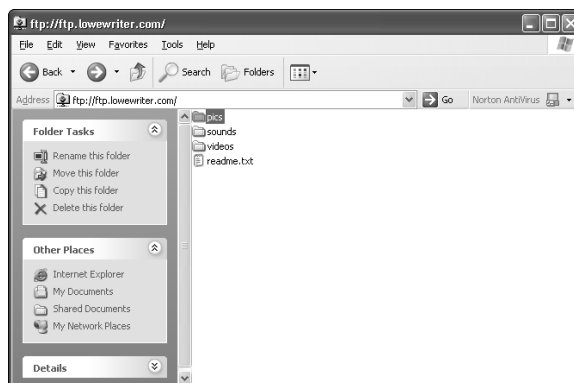 ftp://ftp.lowewriter.com/
File Edit View Favorites Tools Help
Back Search Folders
Address ftp://ftp.lowewriter.com/ Go Norton AntiVirus
Folder Tasks
Rename this folder
Move this folder
Copy this folder
Delete this folder
Other Places
Internet Explorer
My Documents
Shared Documents
My Network Places
Details
pics
sounds
videos
readme.txt